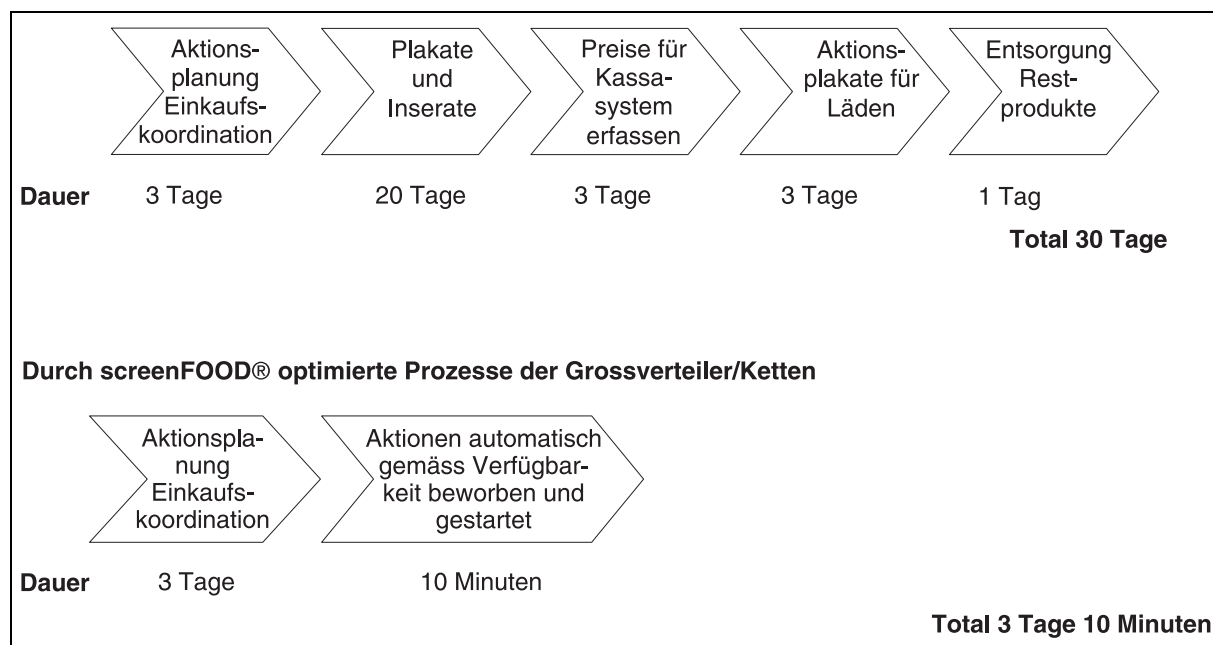 Aktions-
planung
Einkaufs-
koordination
Plakate
und
Inserate
Preise für
Kassa-
system
erfassen
Aktions-
plakate für
Läden
Entsorgung
Rest-
produkte
Dauer 3 Tage 20 Tage 3 Tage 3 Tage 1 Tag
Total 30 Tage
Durch screenFOOD® optimierte Prozesse der Grossverteiler/Ketten
Aktionspla-
nung
Einkaufs-
koordination
Aktionen automatisch
gemäss Verfügbar-
keit beworben und
gestartet
Dauer 3 Tage 10 Minuten
Total 3 Tage 10 Minuten